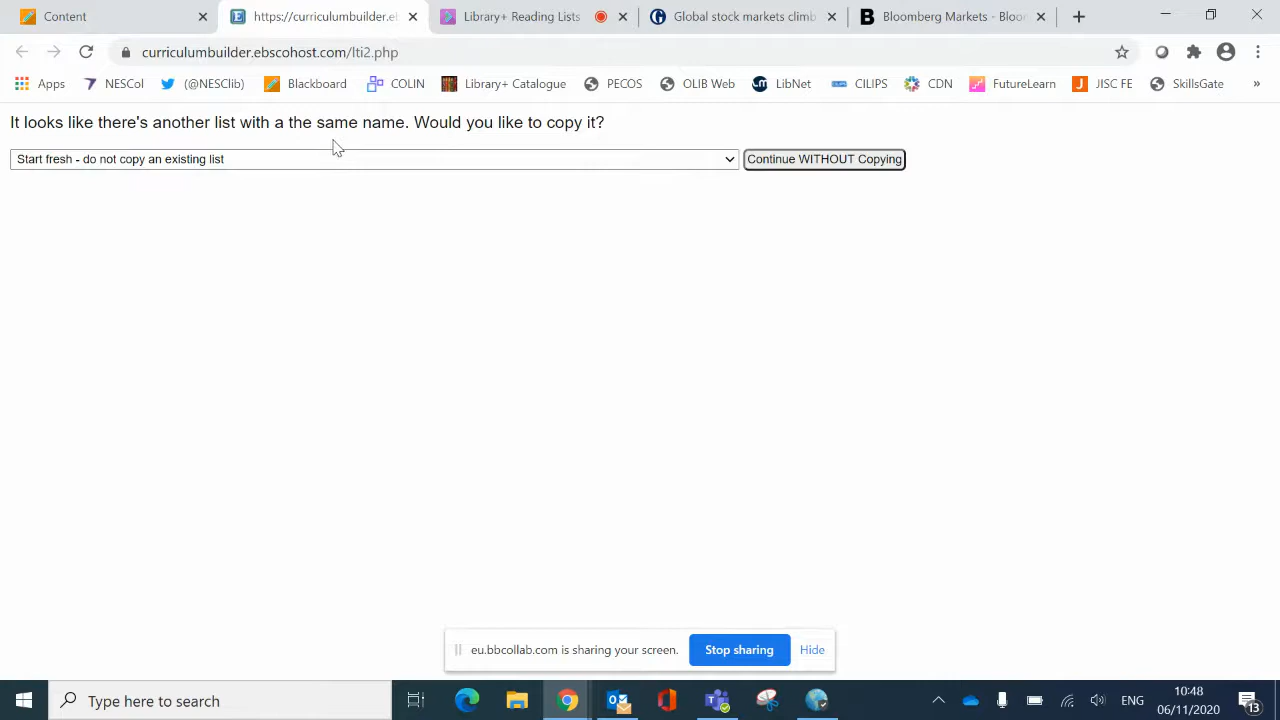 Content
https://curriculumbuilder.e
Library+ Reading Lists
Global stock markets climb
Bloomberg Markets - Bloo
curriculumbuilder.ebscohost.com/lti2.php
Apps
NESCol
(@NESClib)
Blackboard
COLIN
Library+ Catalogue
PECOS
OLIB Web
LibNet
CILIPS
CDN
FutureLearn
JISC FE
SkillsGate
»
It looks like there's another list with a the same name. Would you like to copy it?
Start fresh - do not copy an existing list
Continue WITHOUT Copying
eu.bbcollab.com is sharing your screen.
Stop sharing
Hide
Type here to search
ENG
10:48
06/11/2020
13